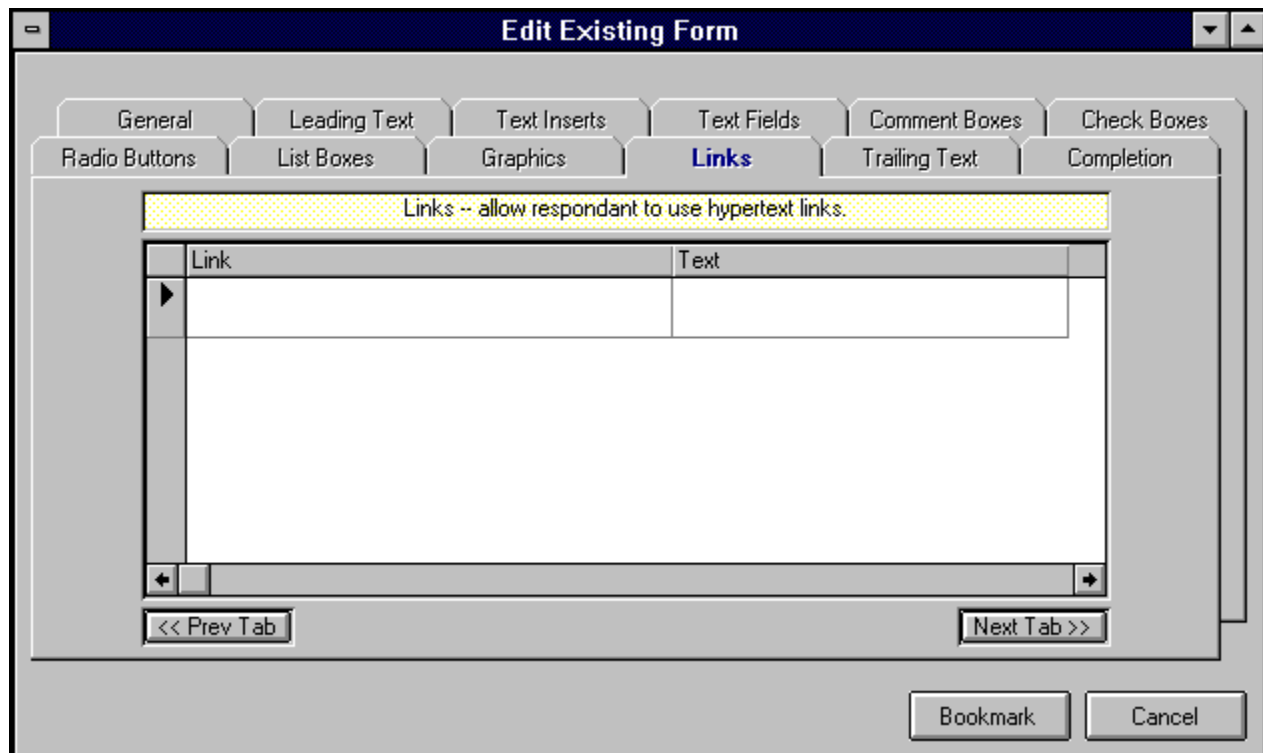 Edit Existing Form
General Leading Text Text Inserts Text Fields Comment Boxes Check Boxes
Radio Buttons List Boxes Graphics Links Trailing Text Completion
Links -- allow respondant to use hypertext links.
Link Text
<< Prev Tab Next Tab >>
Bookmark Cancel